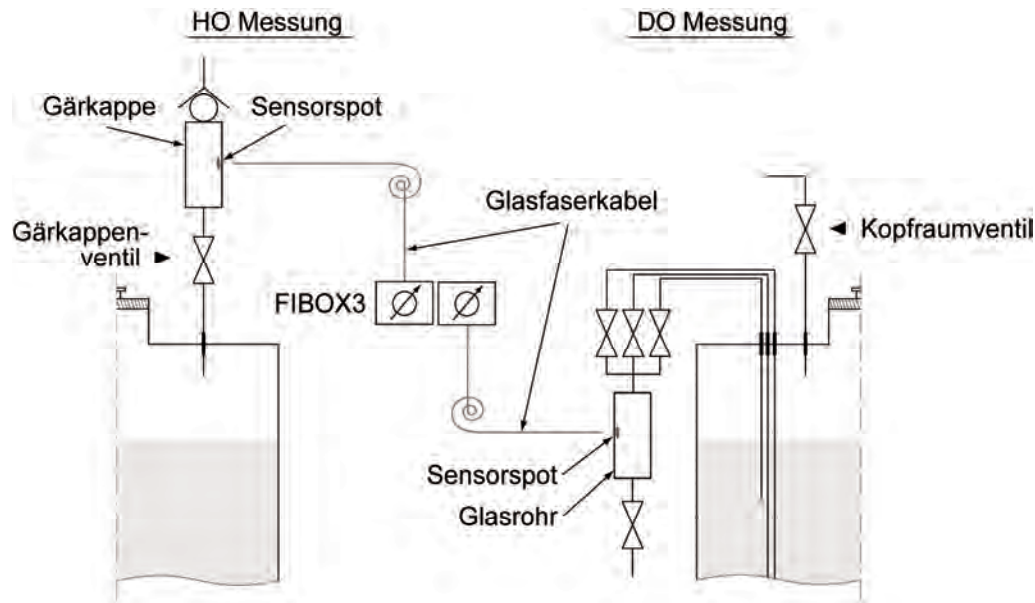 HO Messung
DO Messung
Gärkappe
Sensorspot
Glasfaserkabel
Gärkappen-
ventil
Kopfraumventil
FIBOX3
Sensorspot
Glasrohr